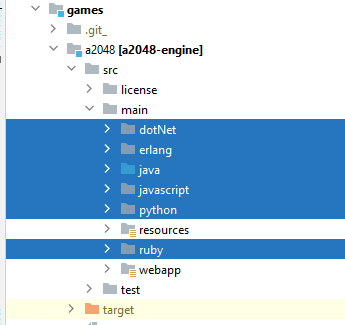 games
.git_
a2048 [a2048-engine]
src
license
main
dotNet
erlang
java
javascript
python
resources
ruby
webapp
test
target